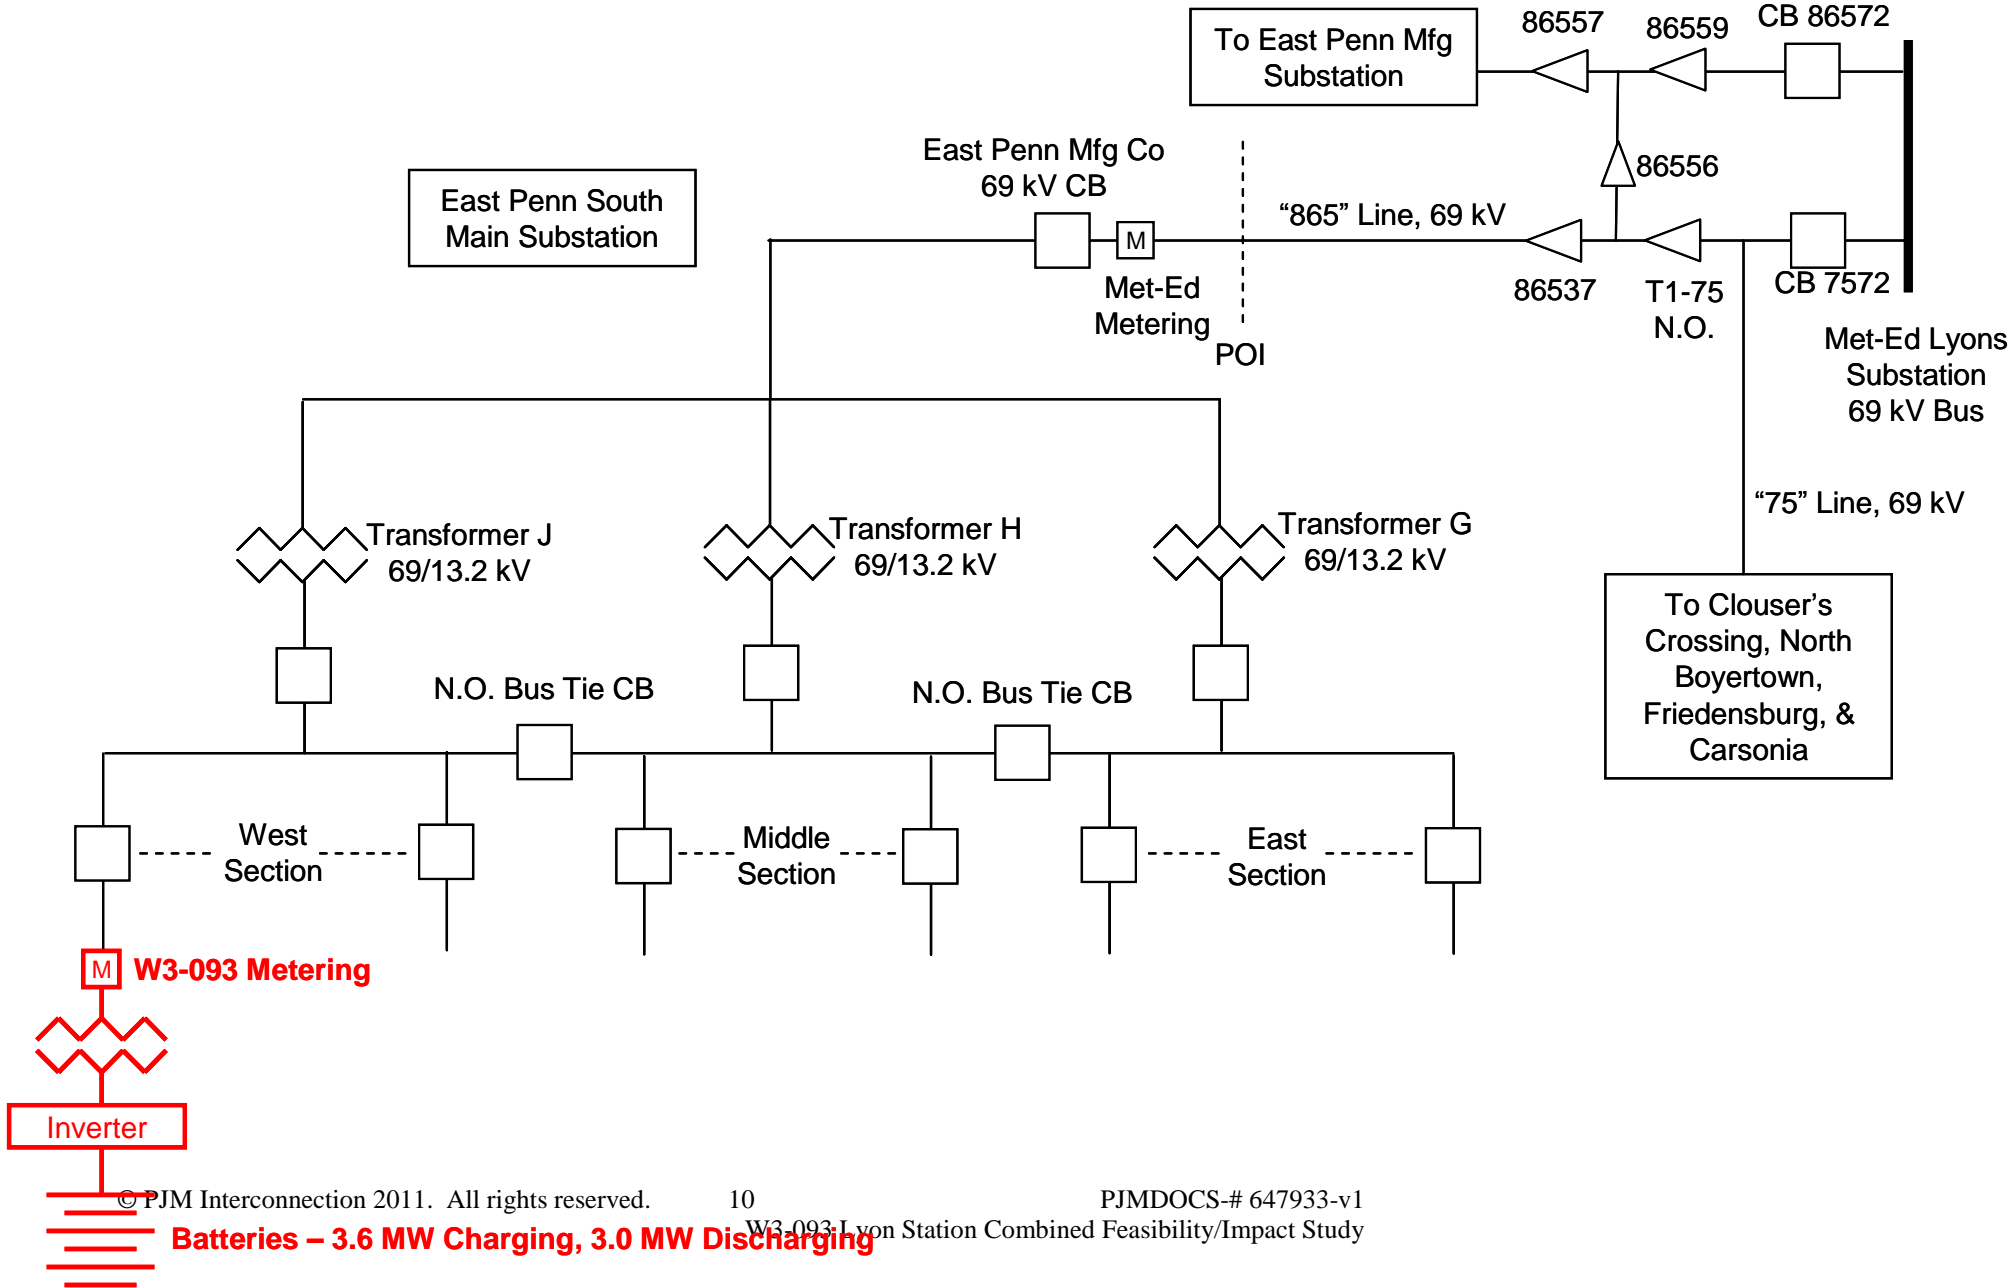 86557
86559
CB 86572
To East Penn Mfg
Substation
East Penn Mfg Co
69 kV CB
86556
East Penn South
Main Substation
“865” Line, 69 kV
M
Met-Ed
Metering
POI
86537
T1-75
N.O.
CB 7572
Met-Ed Lyons
Substation
69 kV Bus
“75” Line, 69 kV
Transformer J
69/13.2 kV
Transformer H
69/13.2 kV
Transformer G
69/13.2 kV
To Clouser’s
Crossing, North
Boyertown,
Friedensburg, &
Carsonia
N.O. Bus Tie CB
N.O. Bus Tie CB
West
Section
Middle
Section
East
Section
M
W3-093 Metering
Inverter
© PJM Interconnection 2011. All rights reserved.
10
PJMDOCS-# 647933-v1
W3-093 Lyon Station Combined Feasibility/Impact Study
Batteries – 3.6 MW Charging, 3.0 MW Discharging